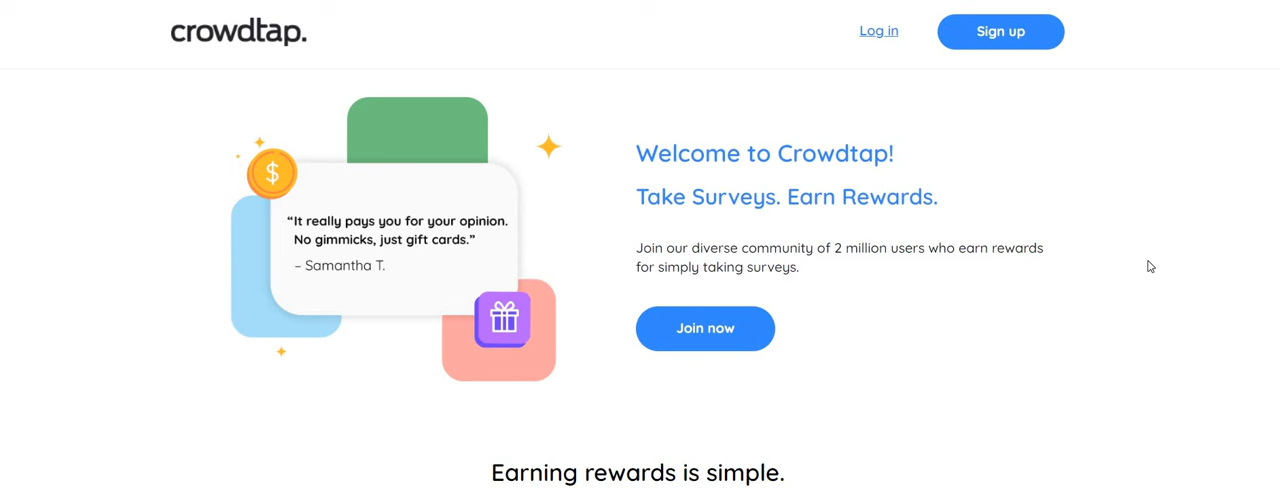 crowdtap.
Log in
Sign up
$
“It really pays you for your opinion.
No gimmicks, just gift cards.”
– Samantha T.
Welcome to Crowdtap!
Take Surveys. Earn Rewards.
Join our diverse community of 2 million users who earn rewards
for simply taking surveys.
Join now
Earning rewards is simple.